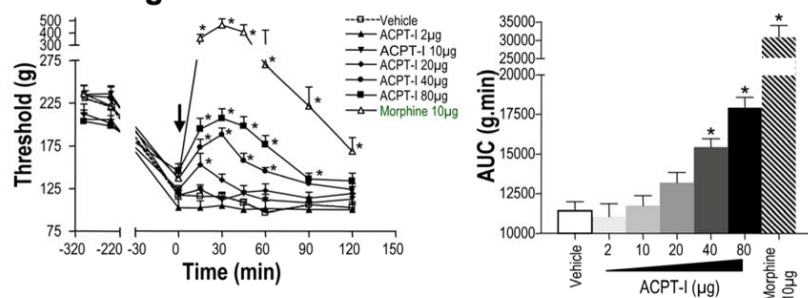 500
400
300
275
225
175
125
75
Threshold (g)
-320
-220
-30
0
30
60
90
120
150
Time (min)
Vehicle
ACPT-I 2µg
ACPT-I 10µg
ACPT-I 20µg
ACPT-I 40µg
ACPT-I 80µg
Morphine 10µg
* * * * * *
* * * *
* * * *
*
35000
30000
25000
20000
17500
15000
12500
10000
AUC (g.min)
* * *
Vehicle
2 10 20 40 80
ACPT-I (µg)
Morphine
10µg